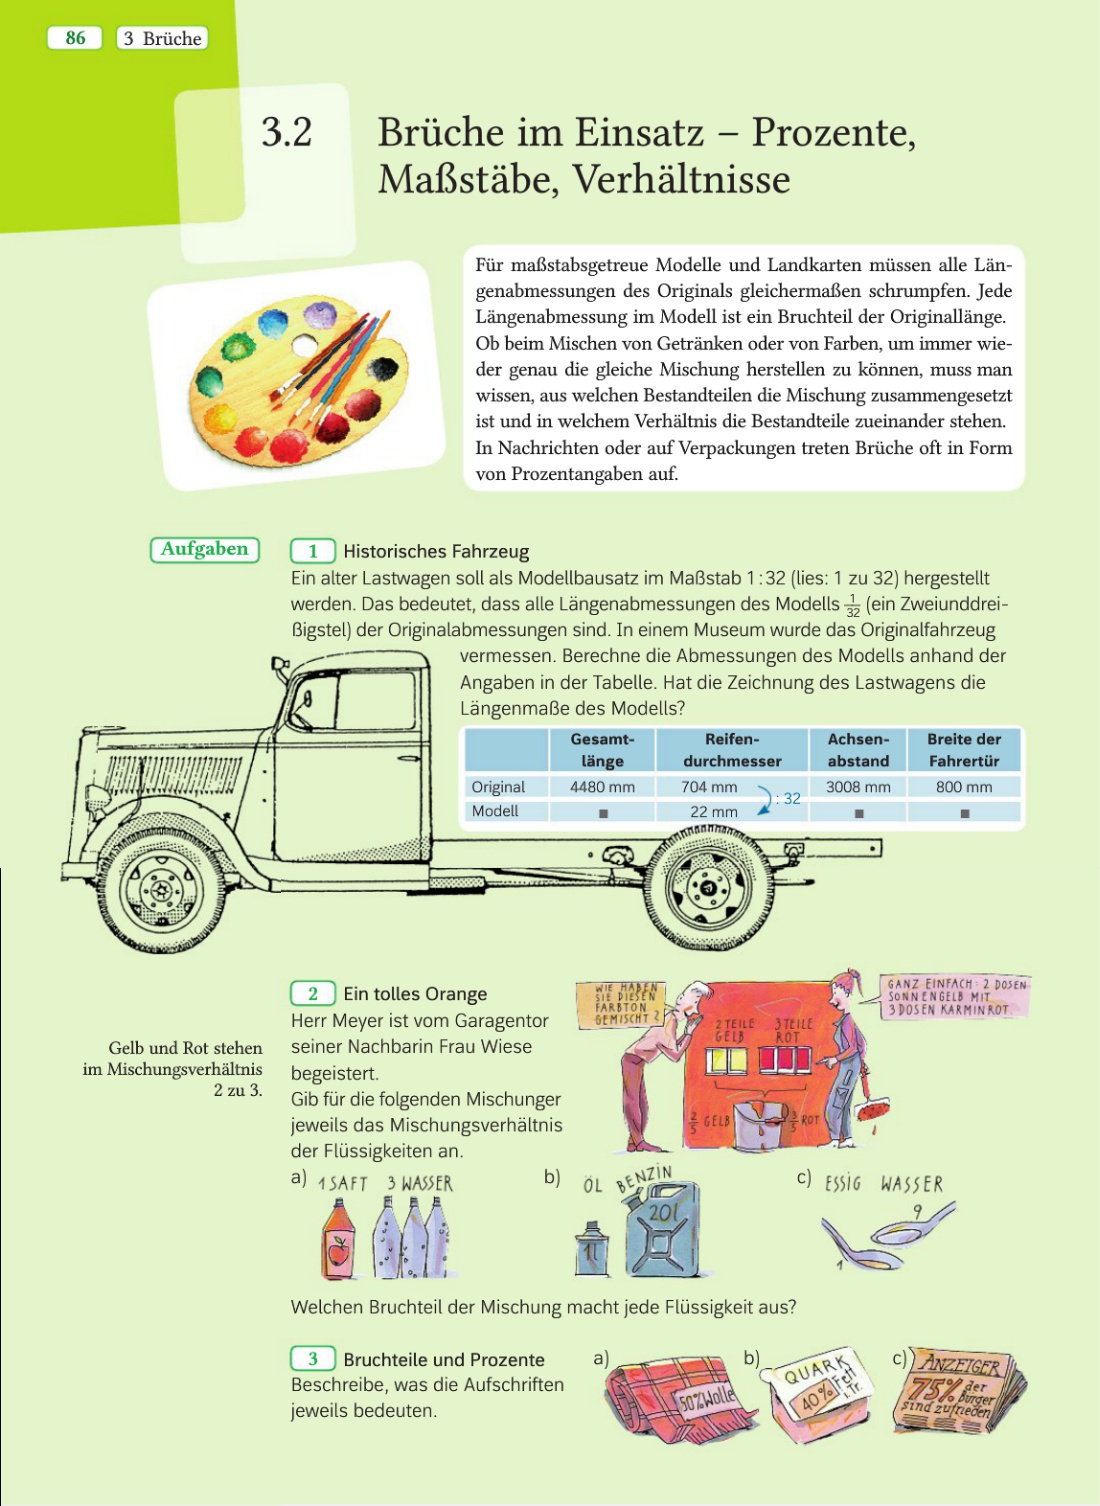 86
3 Brüche
3.2
Brüche im Einsatz – Prozente,
Maßstäbe, Verhältnisse
Für maßstabsgetreue Modelle und Landkarten müssen alle Län-
genabmessungen des Originals gleichermaßen schrumpfen. Jede
Längenabmessung im Modell ist ein Bruchteil der Originallänge.
Ob beim Mischen von Getränken oder von Farben, um immer wie-
der genau die gleiche Mischung herstellen zu können, muss man
wissen, aus welchen Bestandteilen die Mischung zusammengesetzt
ist und in welchem Verhältnis die Bestandteile zueinander stehen.
In Nachrichten oder auf Verpackungen treten Brüche oft in Form
von Prozentangaben auf.
Aufgaben
1 Historisches Fahrzeug
Ein alter Lastwagen soll als Modellbausatz im Maßstab 1:32 (lies: 1 zu 32) hergestellt
werden. Das bedeutet, dass alle Längenabmessungen des Modells 1/32 (ein Zweiunddrei-
ßigstel) der Originalabmessungen sind. In einem Museum wurde das Originalfahrzeug
vermessen. Berechne die Abmessungen des Modells anhand der
Angaben in der Tabelle. Hat die Zeichnung des Lastwagens die
Längenmaße des Modells?
Gesamt- Reifen- Achsen- Breite der
länge durchmesser abstand Fahrertür
Original 4480 mm 704 mm 3008 mm 800 mm
: 32
Modell ■ 22 mm ■ ■
2 Ein tolles Orange
Herr Meyer ist vom Garagentor
seiner Nachbarin Frau Wiese
begeistert.
Gib für die folgenden Mischunger
jeweils das Mischungsverhältnis
der Flüssigkeiten an.
Gelb und Rot stehen
im Mischungsverhältnis
2 zu 3.
WIE HABEN
SIE DIESEN
FARBTON
GEMISCHT ?
GANZ EINFACH: 2 DOSEN
SONNENGELB MIT
3 DOSEN KARMINROT.
2 TEILE 3 TEILE
GELB ROT
2/5 GELB 3/5 ROT
a) 1 SAFT 3 WASSER
b) ÖL BENZIN
1l 20l
c) ESSIG WASSER
1 9
Welchen Bruchteil der Mischung macht jede Flüssigkeit aus?
3 Bruchteile und Prozente
Beschreibe, was die Aufschriften
jeweils bedeuten.
a)
50% Wolle
b)
QUARK
40% Fett
i. Tr.
c)
ANZEIGER
75% der
Bürger
sind zufrieden